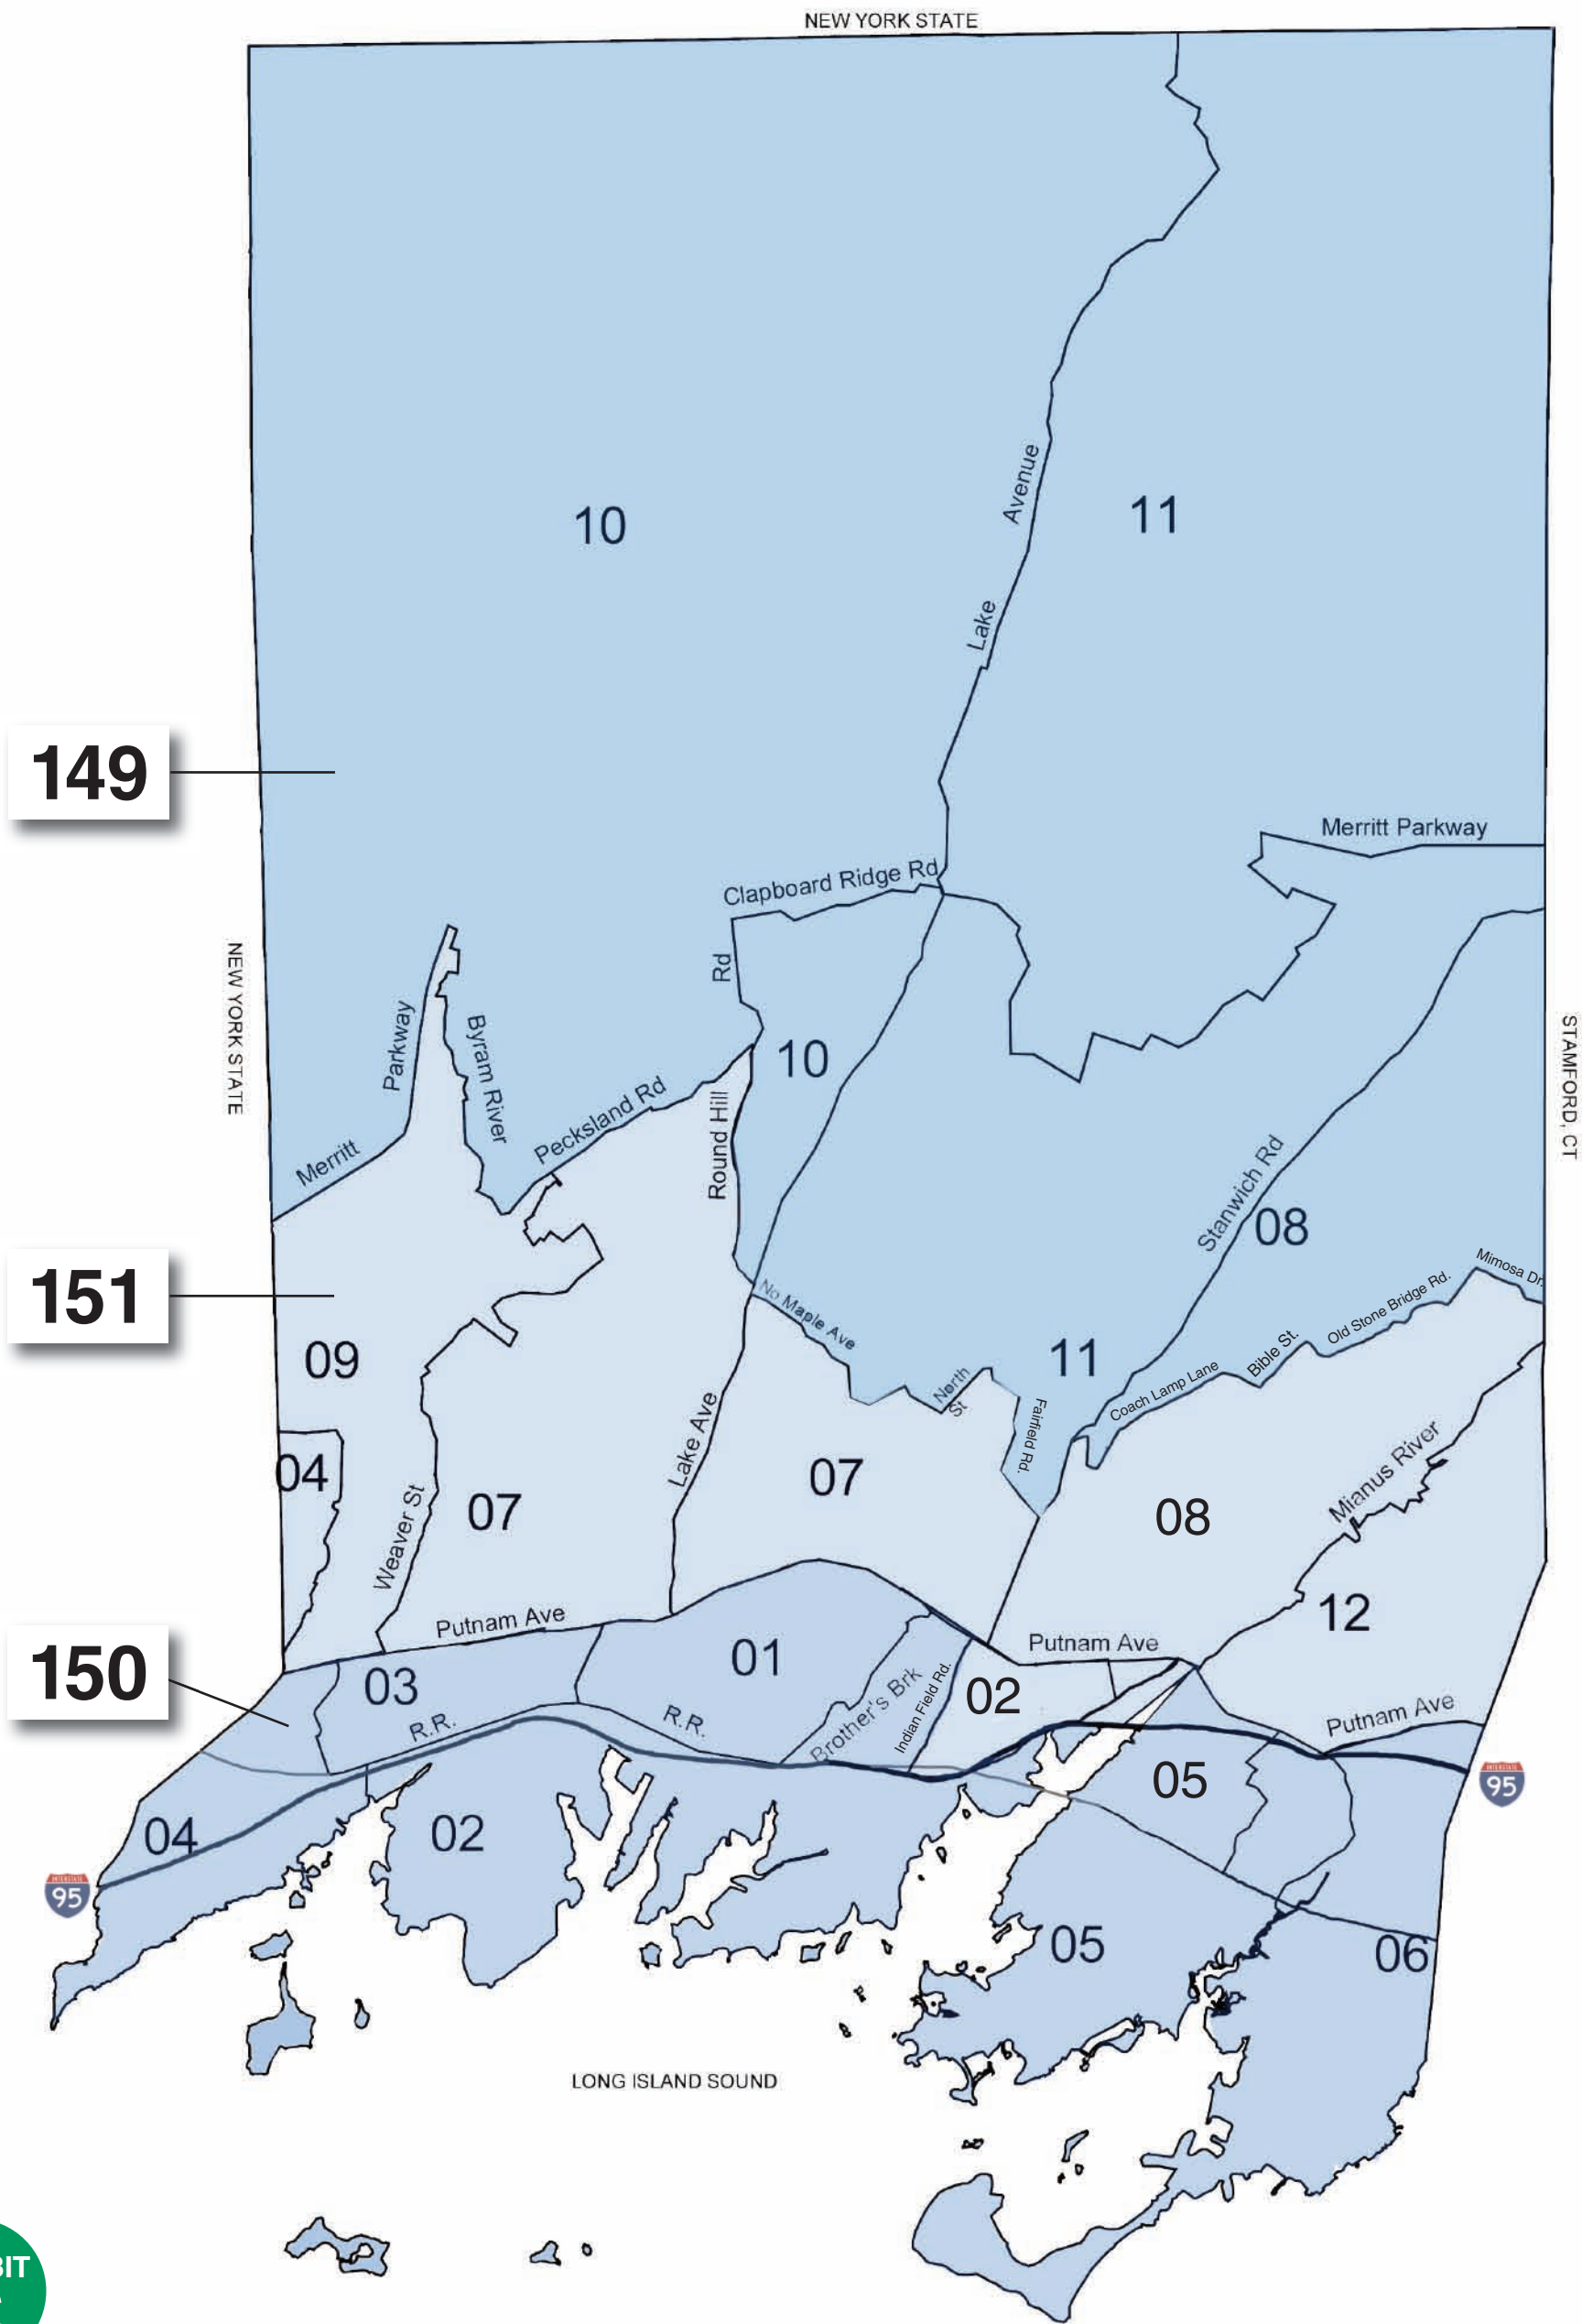 NEW YORK STATE
10
11
Lake Avenue
149
Merritt Parkway
Clapboard Ridge Rd
NEW YORK STATE
STAMFORD, CT
Merritt Parkway
Byram River
Pecksland Rd
Round Hill Rd
10
Stanwich Rd
08
151
No Maple Ave
Mimosa Dr.
Old Stone Bridge Rd.
Bible St.
Coach Lamp Lane
North St
Fairfield Rd.
11
09
04
Weaver St
07
Lake Ave
07
08
Mianus River
12
150
Putnam Ave
Putnam Ave
03
01
Brother's Brk
Indian Field Rd.
02
R.R.
R.R.
Putnam Ave
05
95
INTERSTATE
04
02
INTERSTATE
95
05
06
LONG ISLAND SOUND